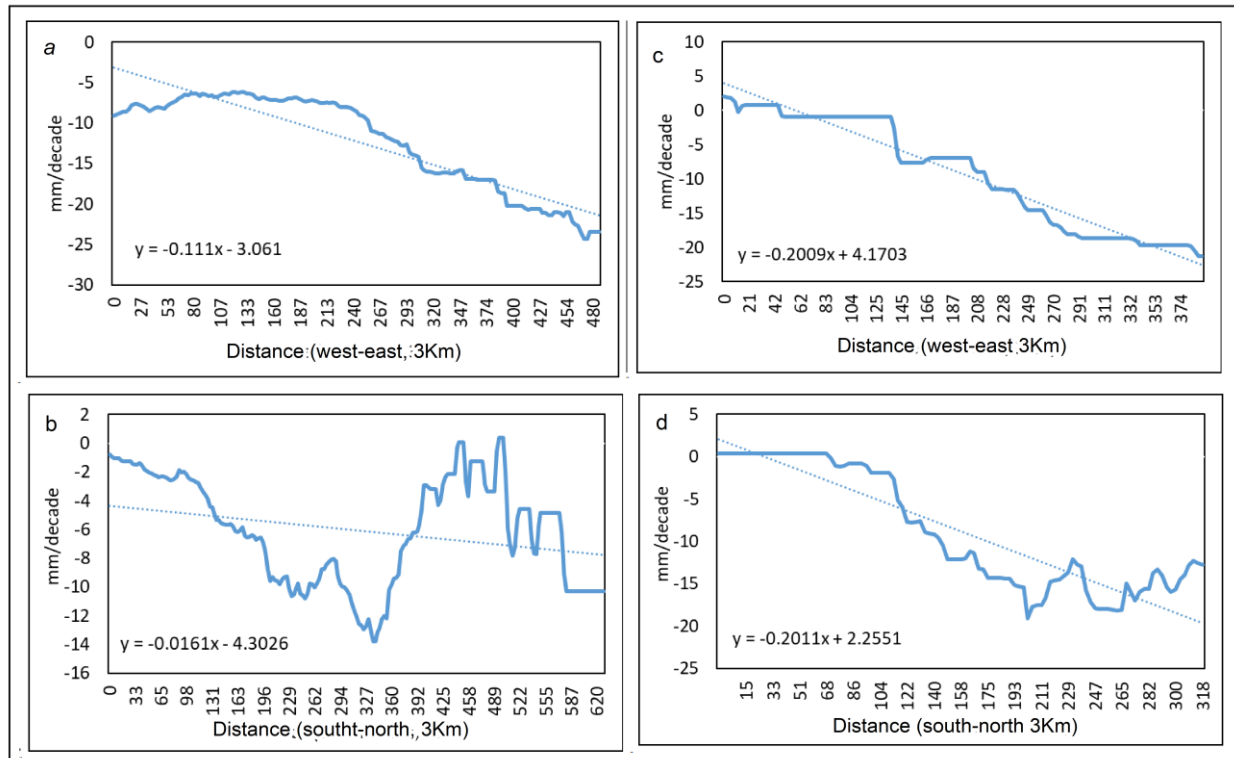 a
0
-5
-10
-15
-20
-25
-30
mm/decade
y = -0.111x - 3.061
0 27 53 80 107 133 160 187 213 240 267 293 320 347 374 400 427 454 480
Distance:(west-east, :3Km)
c
10
5
0
-5
-10
-15
-20
-25
mm/decade
y = -0.2009x + 4.1703
0 21 42 62 83 104 125 145 166 187 208 228 249 270 291 311 332 353 374
Distance (west-east 3Km)
b
2
0
-2
-4
-6
-8
-10
-12
-14
-16
mm/decade
y = -0.0161x - 4.3026
0 33 65 98 131 163 196 229 262 294 327 360 392 425 458 489 522 555 587 620
Distance:(southt-north, 3Km)
d
5
0
-5
-10
-15
-20
-25
mm/decade
y = -0.2011x + 2.2551
15 33 51 68 86 104 122 140 158 175 193 211 229 247 265 282 300 318
Distance (south-north 3Km)